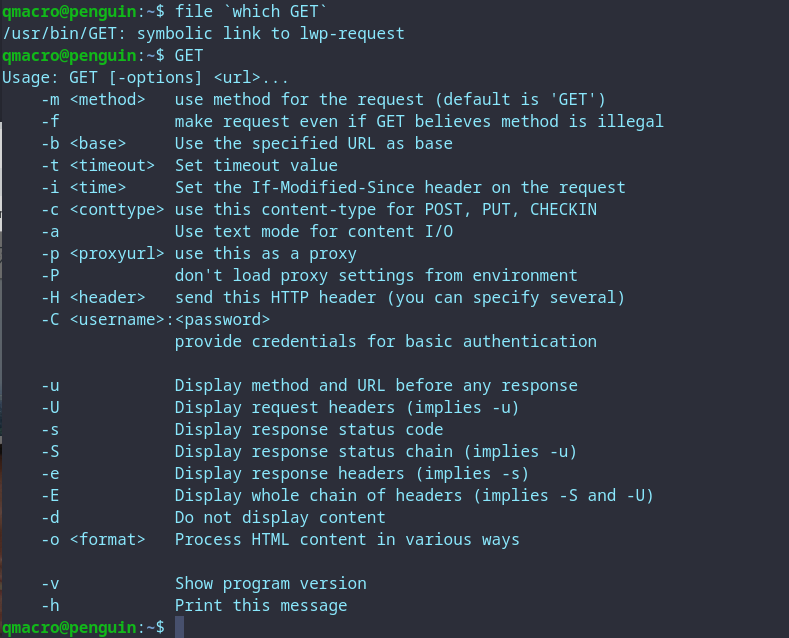 qmacro@penguin:~$ file `which GET`
/usr/bin/GET: symbolic link to lwp-request
qmacro@penguin:~$ GET
Usage: GET [-options] <url>...
    -m <method>   use method for the request (default is 'GET')
    -f            make request even if GET believes method is illegal
    -b <base>     Use the specified URL as base
    -t <timeout>  Set timeout value
    -i <time>     Set the If-Modified-Since header on the request
    -c <conttype> use this content-type for POST, PUT, CHECKIN
    -a            Use text mode for content I/O
    -p <proxyurl> use this as a proxy
    -P            don't load proxy settings from environment
    -H <header>   send this HTTP header (you can specify several)
    -C <username>:<password>
                  provide credentials for basic authentication

    -u            Display method and URL before any response
    -U            Display request headers (implies -u)
    -s            Display response status code
    -S            Display response status chain (implies -u)
    -e            Display response headers (implies -s)
    -E            Display whole chain of headers (implies -S and -U)
    -d            Do not display content
    -o <format>   Process HTML content in various ways

    -v            Show program version
    -h            Print this message
qmacro@penguin:~$